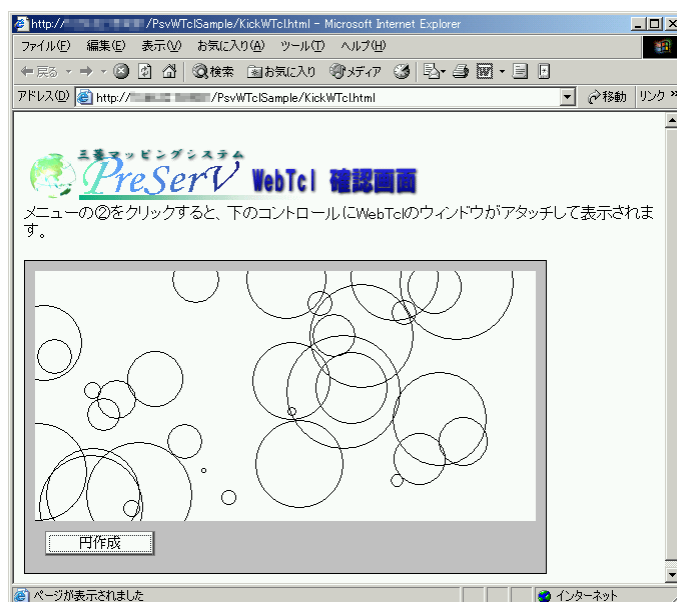 http:// /PsvWTclSample/KickWTcl.html - Microsoft Internet Explorer
ファイル(F) 編集(E) 表示(V) お気に入り(A) ツール(T) ヘルプ(H)
戻る 検索 お気に入り メディア
アドレス(D) http:// /PsvWTclSample/KickWTcl.html 移動 リンク »
三菱マッピングシステム
PreSerV WebTcl 確認画面
メニューの②をクリックすると、下のコントロールにWebTclのウィンドウがアタッチして表示されま
す。
円作成
ページが表示されました インターネット